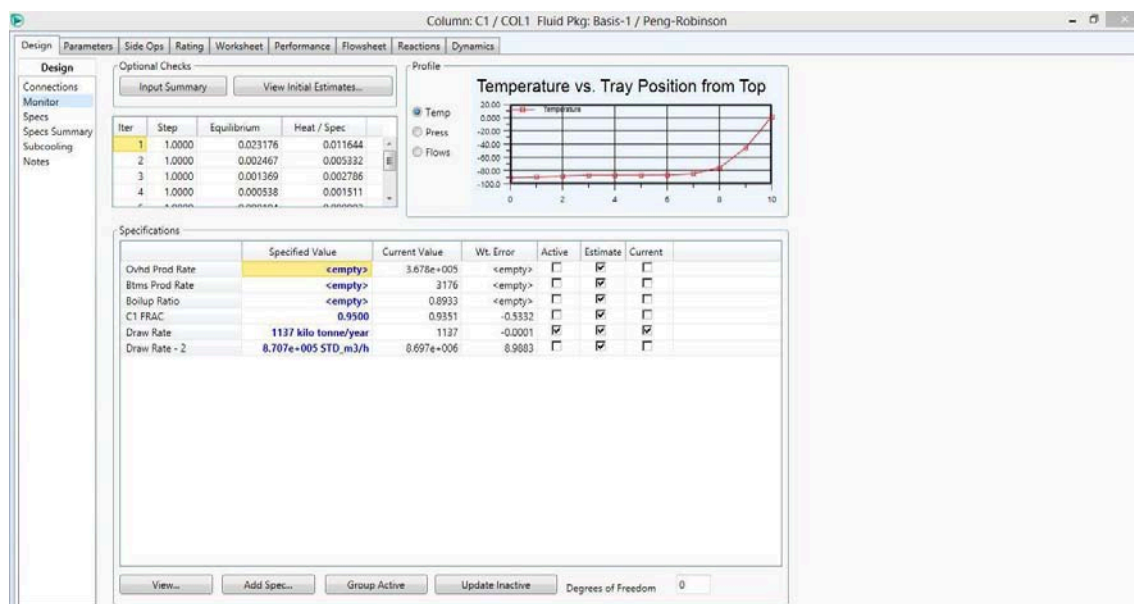 Column: C1 / COL1 Fluid Pkg: Basis-1 / Peng-Robinson
Design Parameters Side Ops Rating Worksheet Performance Flowsheet Reactions Dynamics
Design
Connections
Monitor
Specs
Specs Summary
Subcooling
Notes
Optional Checks
Input Summary View Initial Estimates...
Iter Step Equilibrium Heat / Spec
1 1.0000 0.023176 0.011644
2 1.0000 0.002467 0.005332
3 1.0000 0.001369 0.002786
4 1.0000 0.000538 0.001511
Profile
Temp
Press
Flows
Temperature vs. Tray Position from Top
Temperature
20.00
0.000
-20.00
-40.00
-60.00
-80.00
-100.0
0 2 4 6 8 10
Specifications
Specified Value Current Value Wt. Error Active Estimate Current
Ovhd Prod Rate <empty> 3.678e+005 <empty>
Btms Prod Rate <empty> 3176 <empty>
Boilup Ratio <empty> 0.8933 <empty>
C1 FRAC 0.9500 0.9351 -0.5332
Draw Rate 1137 kilo tonne/year 1137 -0.0001
Draw Rate - 2 8.707e+005 STD_m3/h 8.697e+006 8.9883
View... Add Spec... Group Active Update Inactive Degrees of Freedom 0